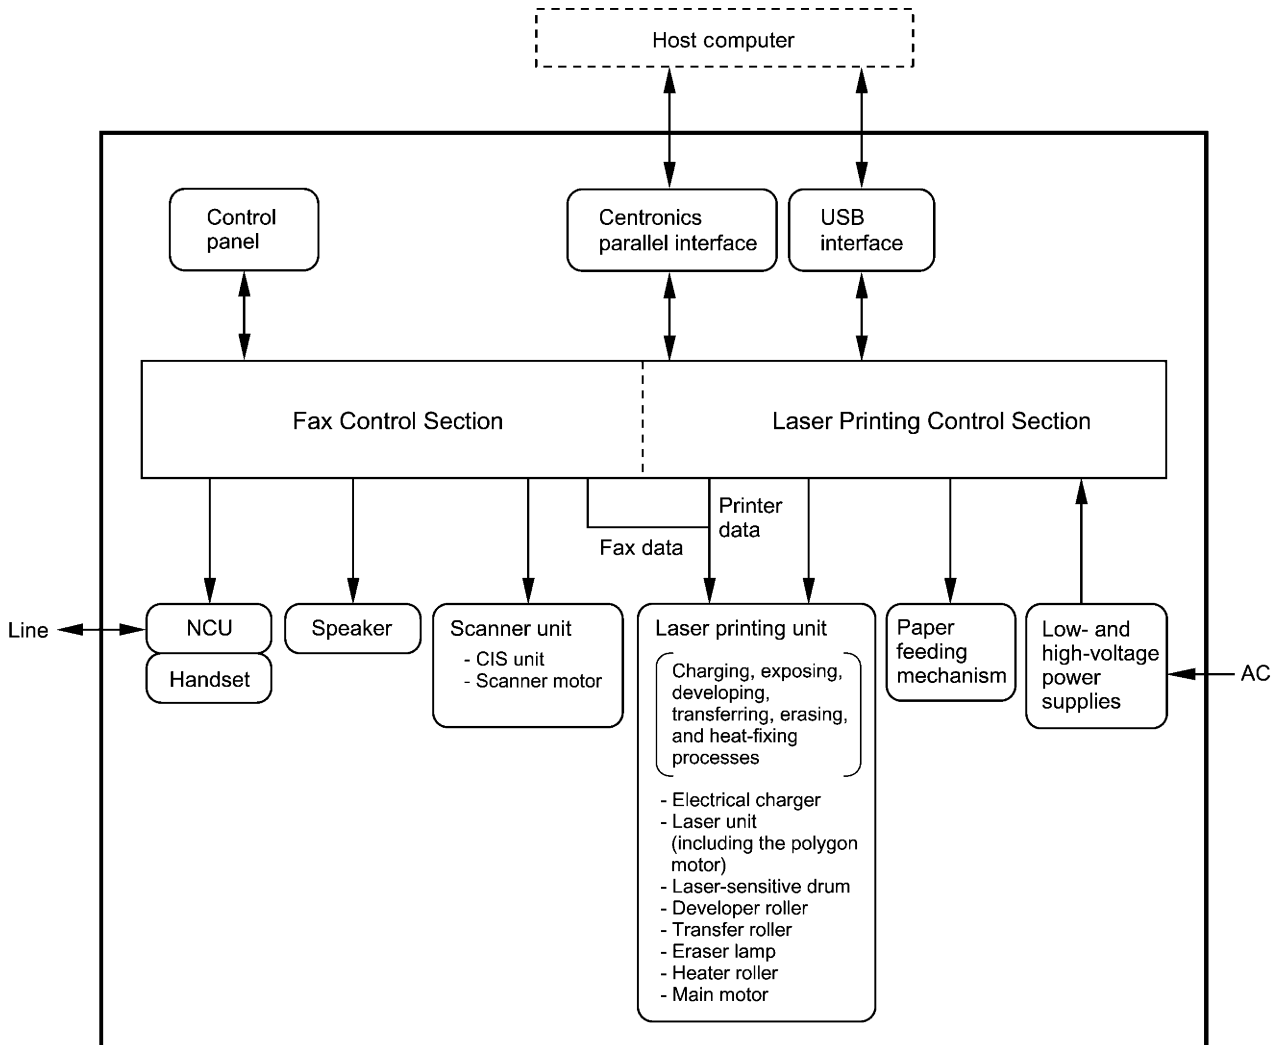 Host computer
Control
panel
Centronics
parallel interface
USB
interface
Fax Control Section
Laser Printing Control Section
Printer
data
Fax data
Line
NCU
Handset
Speaker
Scanner unit
- CIS unit
- Scanner motor
Laser printing unit
Charging, exposing,
developing,
transferring, erasing,
and heat-fixing
processes
- Electrical charger
- Laser unit
(including the polygon
motor)
- Laser-sensitive drum
- Developer roller
- Transfer roller
- Eraser lamp
- Heater roller
- Main motor
Paper
feeding
mechanism
Low- and
high-voltage
power
supplies
AC